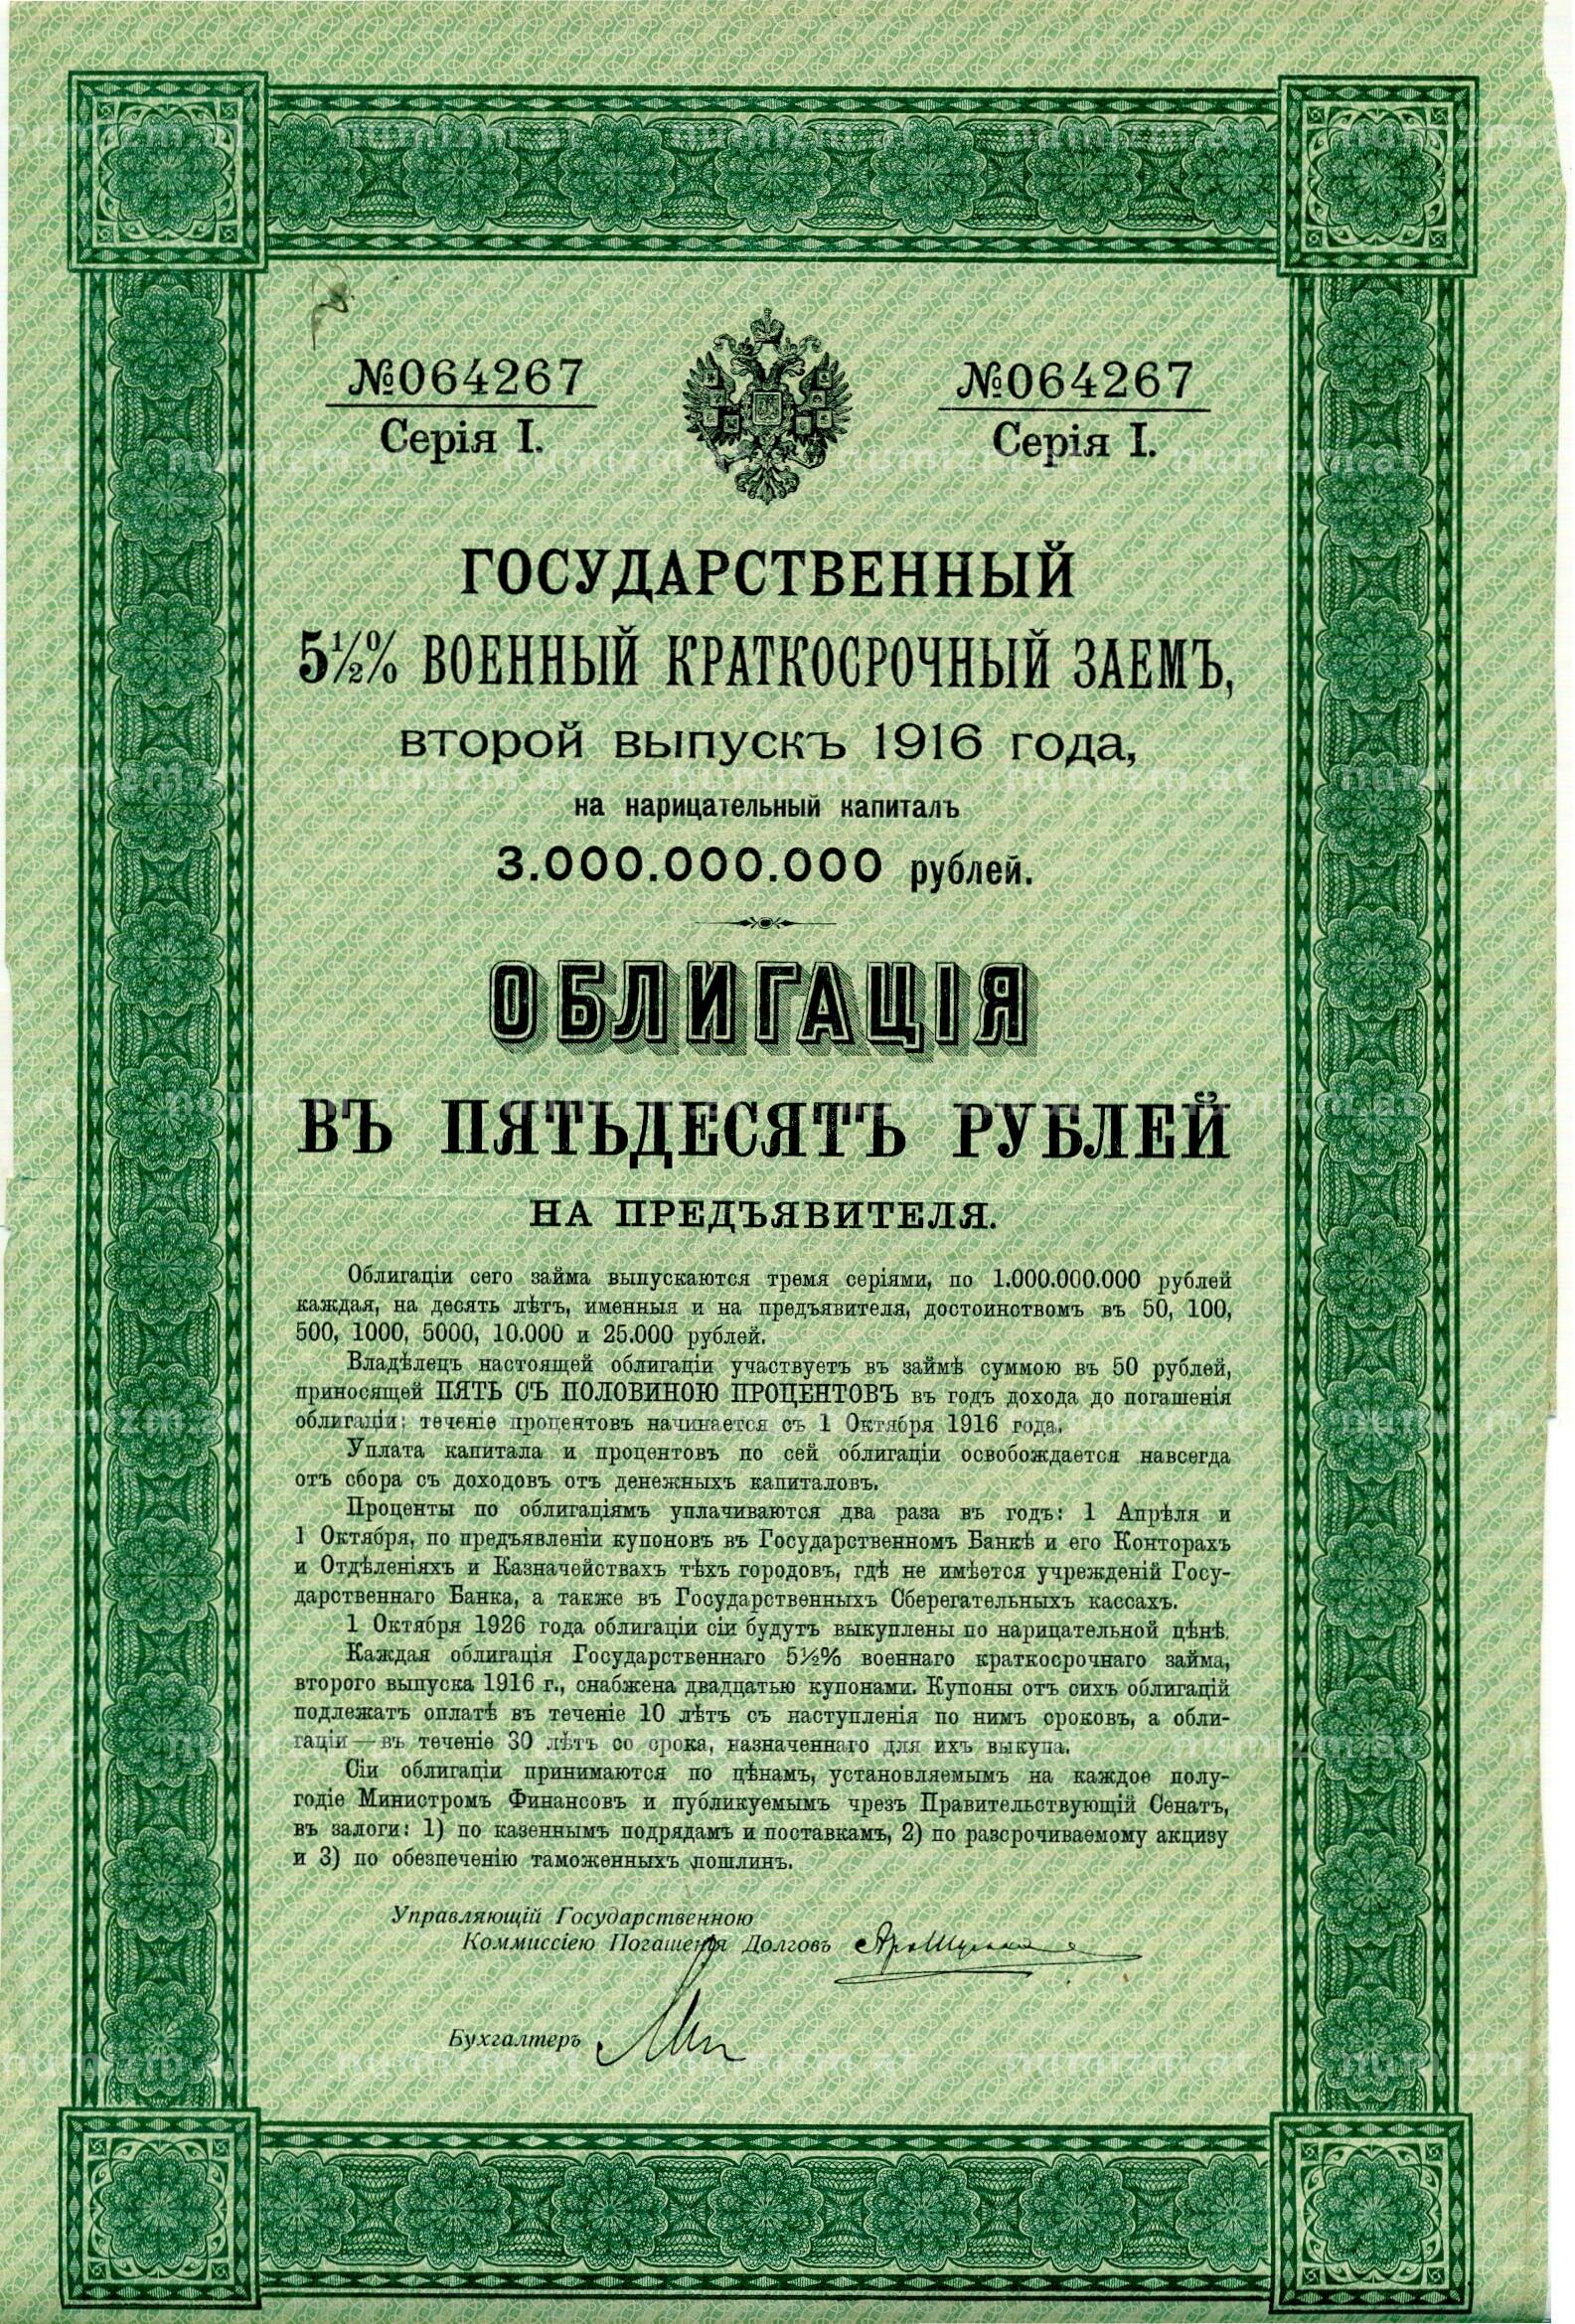 №064267
Серія I.
№064267
Серія I.
ГОСУДАРСТВЕННЫЙ
5½% ВОЕННЫЙ КРАТКОСРОЧНЫЙ ЗАЕМЪ,
второй выпускъ 1916 года,
на нарицательный капиталъ
3.000.000.000 рублей.
ОБЛИГАЦІЯ
ВЪ ПЯТЬДЕСЯТЪ РУБЛЕЙ
НА ПРЕДЪЯВИТЕЛЯ.
Облигаціи сего займа выпускаются тремя серіями, по 1.000.000.000 рублей
каждая, на десять лѣтъ, именныя и на предъявителя, достоинствомъ въ 50, 100,
500, 1000, 5000, 10.000 и 25.000 рублей.
Владѣлецъ настоящей облигаціи участвуетъ въ займѣ суммою въ 50 рублей,
приносящей ПЯТЬ СЪ ПОЛОВИНОЮ ПРОЦЕНТОВЪ въ годъ дохода до погашенія
облигаціи; теченіе процентовъ начинается съ 1 Октября 1916 года.
Уплата капитала и процентовъ по сей облигаціи освобождается навсегда
отъ сбора съ доходовъ отъ денежныхъ капиталовъ.
Проценты по облигаціямъ уплачиваются два раза въ годъ: 1 Апрѣля и
1 Октября, по предъявленіи купоновъ въ Государственномъ Банкѣ и его Конторахъ
и Отдѣленіяхъ и Казначействахъ тѣхъ городовъ, гдѣ не имѣется учрежденій Госу-
дарственнаго Банка, а также въ Государственныхъ Сберегательныхъ кассахъ.
1 Октября 1926 года облигаціи сіи будутъ выкуплены по нарицательной цѣнѣ.
Каждая облигація Государственнаго 5½% военнаго краткосрочнаго займа,
второго выпуска 1916 г., снабжена двадцатью купонами. Купоны отъ сихъ облигацій
подлежатъ оплатѣ въ теченіе 10 лѣтъ съ наступленія по нимъ сроковъ, а обли-
гаціи—въ теченіе 30 лѣтъ со срока, назначеннаго для ихъ выкупа.
Сіи облигаціи принимаются по цѣнамъ, установляемымъ на каждое полу-
годіе Министромъ Финансовъ и публикуемымъ чрезъ Правительствующій Сенатъ,
въ залоги: 1) по казеннымъ подрядамъ и поставкамъ, 2) по разсрочиваемому акцизу
и 3) по обезпеченію таможенныхъ пошлинъ.
Управляющій Государственною
Коммиссіею Погашенія Долговъ
Бухгалтеръ
numizm.at